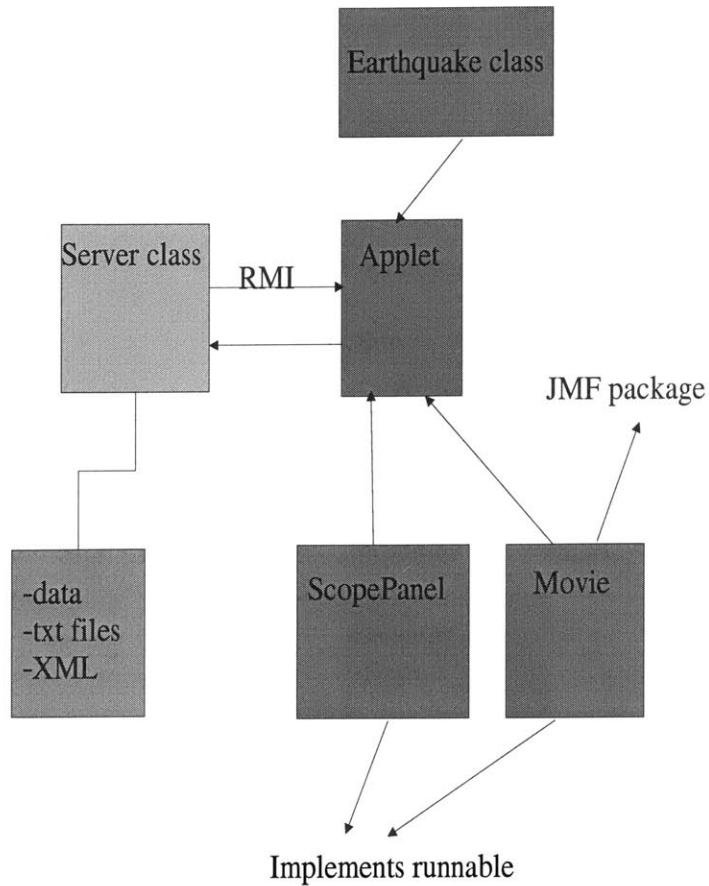 Earthquake class
Server class
RMI
Applet
JMF package
-data
-txt files
-XML
ScopePanel
Movie
Implements runnable